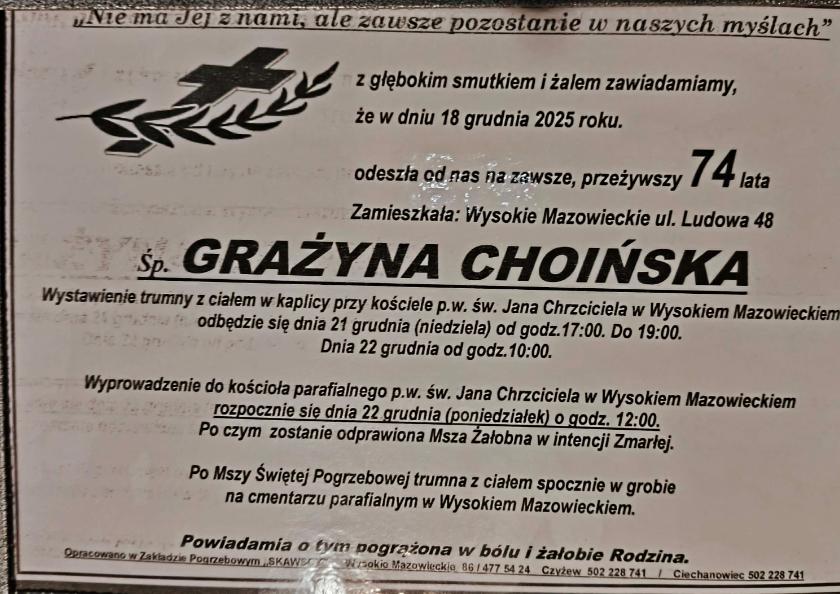 „Nie ma Jej z nami, ale zawsze pozostanie w naszych myślach”
z głębokim smutkiem i żalem zawiadamiamy,
że w dniu 18 grudnia 2025 roku.
odeszła od nas na zawsze, przeżywszy 74 lata
Zamieszkała: Wysokie Mazowieckie ul. Ludowa 48
Śp. GRAŻYNA CHOIŃSKA
Wystawienie trumny z ciałem w kaplicy przy kościele p.w. św. Jana Chrzciciela w Wysokiem Mazowieckiem
odbędzie się dnia 21 grudnia (niedziela) od godz.17:00. Do 19:00.
Dnia 22 grudnia od godz.10:00.
Wyprowadzenie do kościoła parafialnego p.w. św. Jana Chrzciciela w Wysokiem Mazowieckiem
rozpocznie się dnia 22 grudnia (poniedziałek) o godz. 12:00.
Po czym zostanie odprawiona Msza Żałobna w intencji Zmarłej.
Po Mszy Świętej Pogrzebowej trumna z ciałem spocznie w grobie
na cmentarzu parafialnym w Wysokiem Mazowieckiem.
Powiadamia o tym pogrążona w bólu i żałobie Rodzina.
Opracowano w Zakładzie Pogrzebowym Wysokie Mazowieckie 86 / 477 54 24 Czyżew 502 228 741 / Ciechanowiec 502 228 741